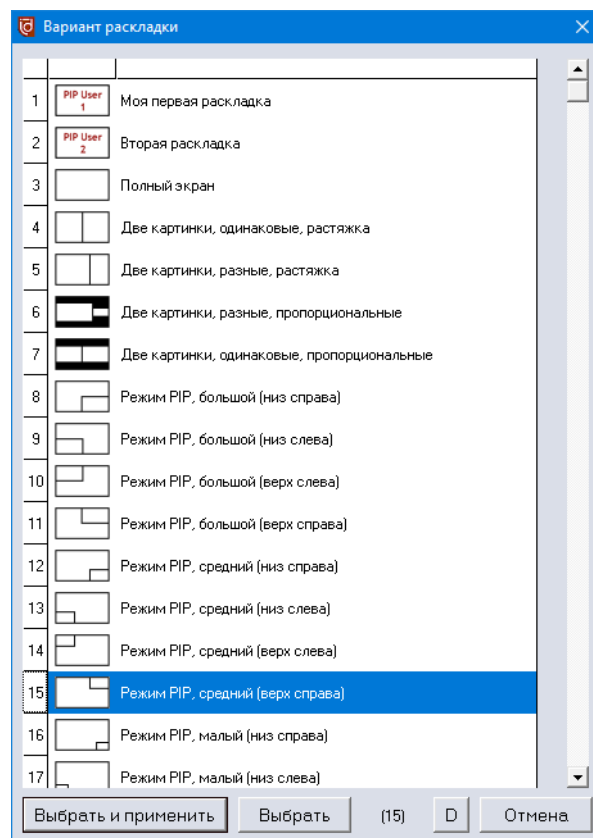 Вариант раскладки
1 PIP User 1 Моя первая раскладка
2 PIP User 2 Вторая раскладка
3 Полный экран
4 Две картинки, одинаковые, растяжка
5 Две картинки, разные, растяжка
6 Две картинки, разные, пропорциональные
7 Две картинки, одинаковые, пропорциональные
8 Режим PIP, большой (низ справа)
9 Режим PIP, большой (низ слева)
10 Режим PIP, большой (верх слева)
11 Режим PIP, большой (верх справа)
12 Режим PIP, средний (низ справа)
13 Режим PIP, средний (низ слева)
14 Режим PIP, средний (верх слева)
15 Режим PIP, средний (верх справа)
16 Режим PIP, малый (низ справа)
17 Режим PIP, малый (низ слева)
Выбрать и применить Выбрать (15) D Отмена